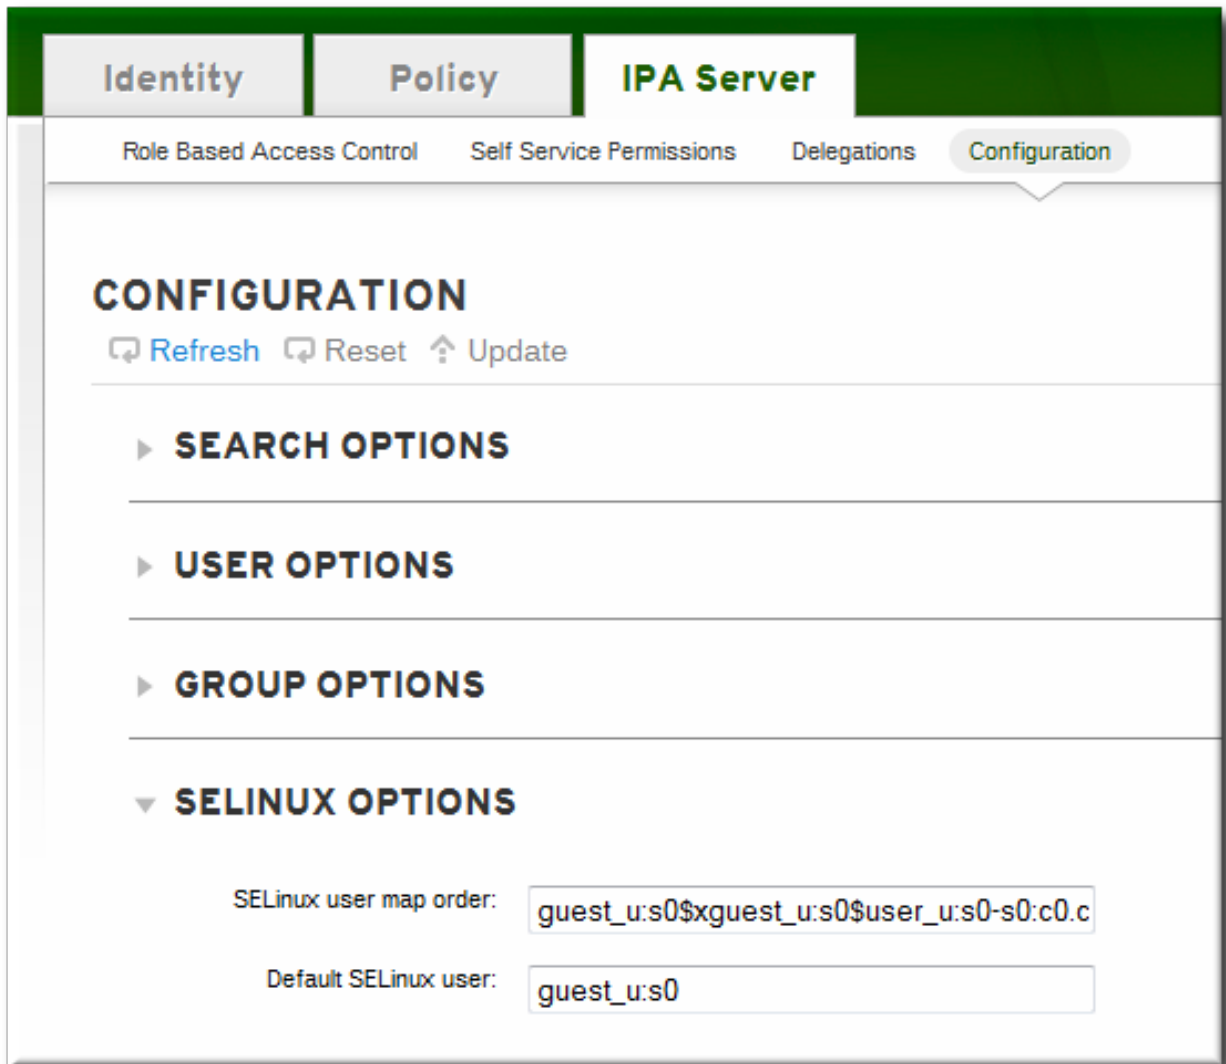 Identity Policy IPA Server
Role Based Access Control Self Service Permissions Delegations Configuration
CONFIGURATION
Refresh Reset Update
SEARCH OPTIONS
USER OPTIONS
GROUP OPTIONS
SELINUX OPTIONS
SELinux user map order: guest_u:s0$xguest_u:s0$user_u:s0-s0:c0.c
Default SELinux user: guest_u:s0